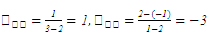 □□□ = 1/(3−2) = 1, □□□ = (2−(−1))/(1−2) = −3